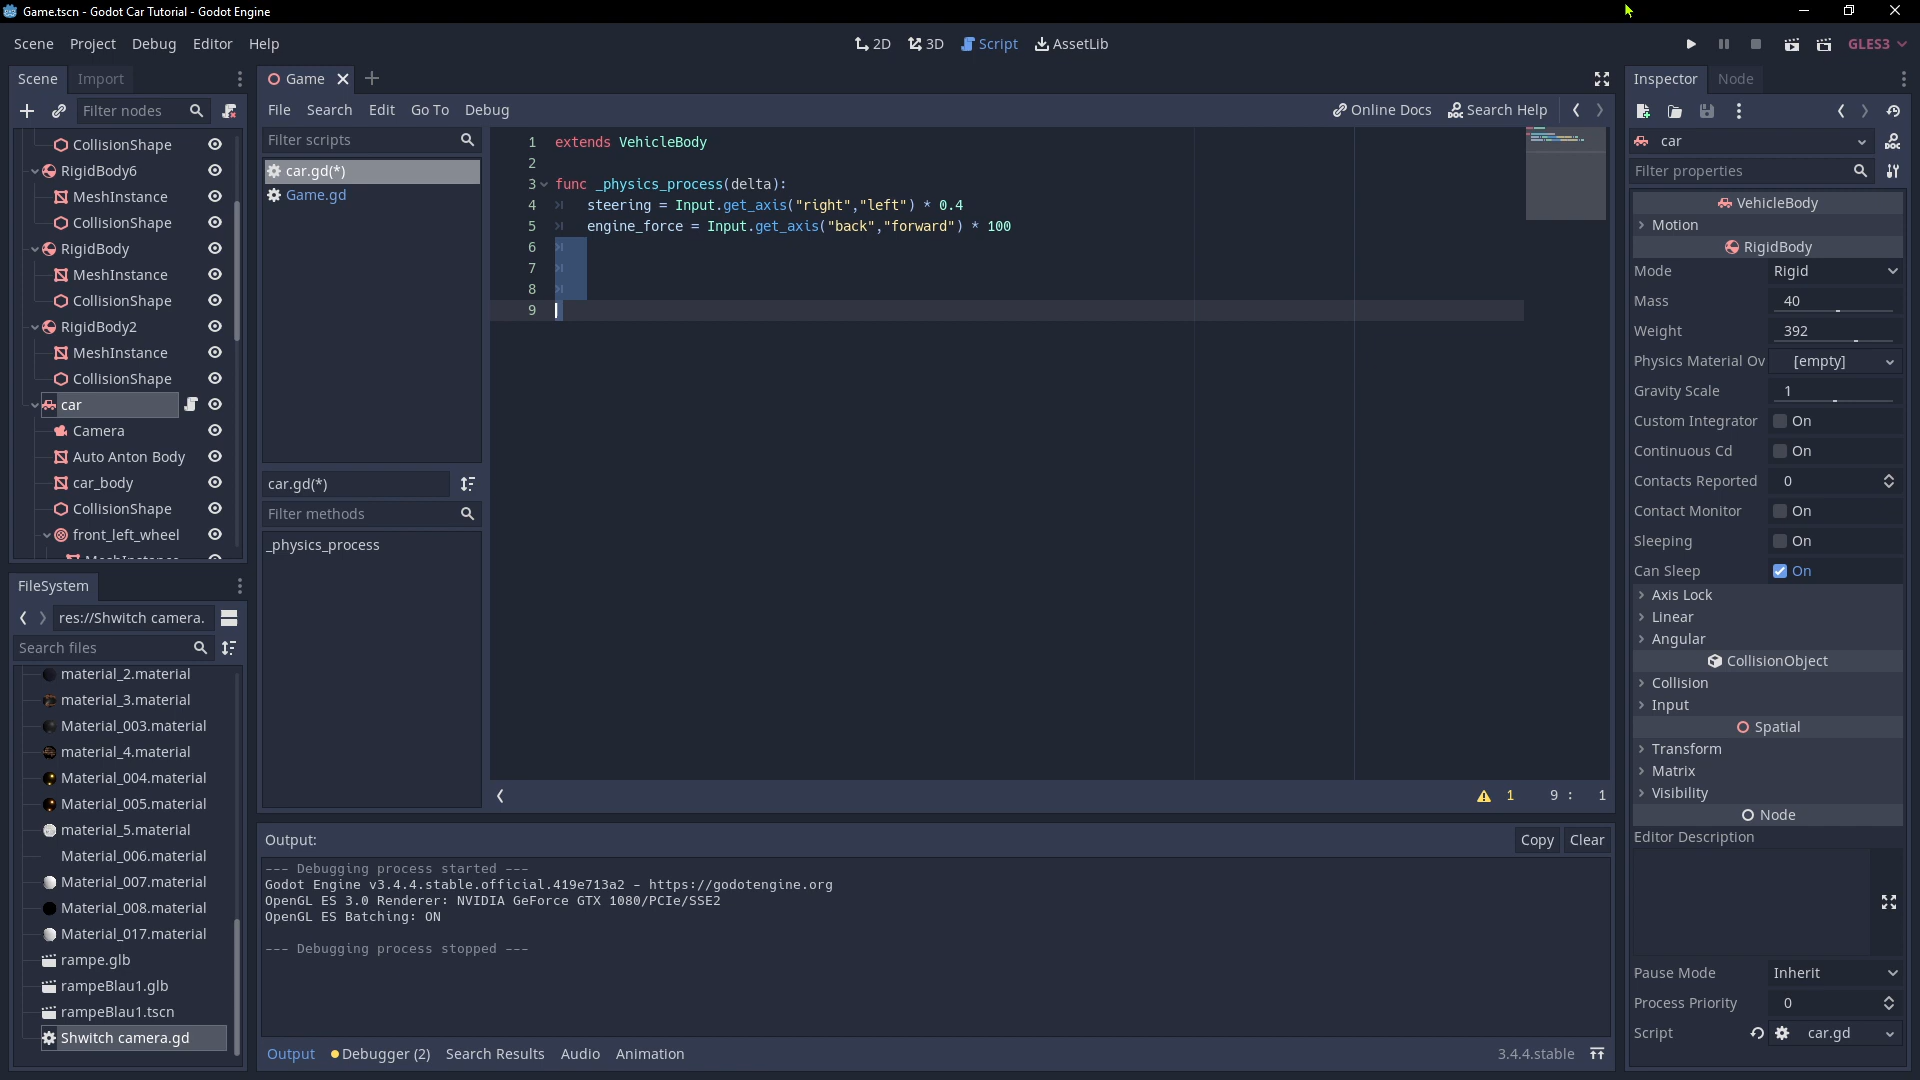 Game.tscn - Godot Car Tutorial - Godot Engine
Scene Project Debug Editor Help
2D 3D Script AssetLib
GLES3
Scene Import
Filter nodes
CollisionShape
RigidBody6
MeshInstance
CollisionShape
RigidBody
MeshInstance
CollisionShape
RigidBody2
MeshInstance
CollisionShape
car
Camera
Auto Anton Body
car_body
CollisionShape
front_left_wheel
MeshInstance
FileSystem
res://Shwitch camera.
Search files
material_2.material
material_3.material
Material_003.material
material_4.material
Material_004.material
Material_005.material
material_5.material
Material_006.material
Material_007.material
Material_008.material
Material_017.material
rampe.glb
rampeBlau1.glb
rampeBlau1.tscn
Shwitch camera.gd
Game
File Search Edit Go To Debug
Online Docs Search Help
Filter scripts
car.gd(*)
Game.gd
car.gd(*)
Filter methods
_physics_process
1 extends VehicleBody
2
3 func _physics_process(delta):
4 steering = Input.get_axis("right","left") * 0.4
5 engine_force = Input.get_axis("back","forward") * 100
6
7
8
9
1 9 : 1
Output:
Copy Clear
--- Debugging process started ---
Godot Engine v3.4.4.stable.official.419e713a2 - https://godotengine.org
OpenGL ES 3.0 Renderer: NVIDIA GeForce GTX 1080/PCIe/SSE2
OpenGL ES Batching: ON
--- Debugging process stopped ---
Output Debugger (2) Search Results Audio Animation
3.4.4.stable
Inspector Node
car
Filter properties
VehicleBody
Motion
RigidBody
Mode Rigid
Mass 40
Weight 392
Physics Material Ov [empty]
Gravity Scale 1
Custom Integrator On
Continuous Cd On
Contacts Reported 0
Contact Monitor On
Sleeping On
Can Sleep On
Axis Lock
Linear
Angular
CollisionObject
Collision
Input
Spatial
Transform
Matrix
Visibility
Node
Editor Description
Pause Mode Inherit
Process Priority 0
Script car.gd